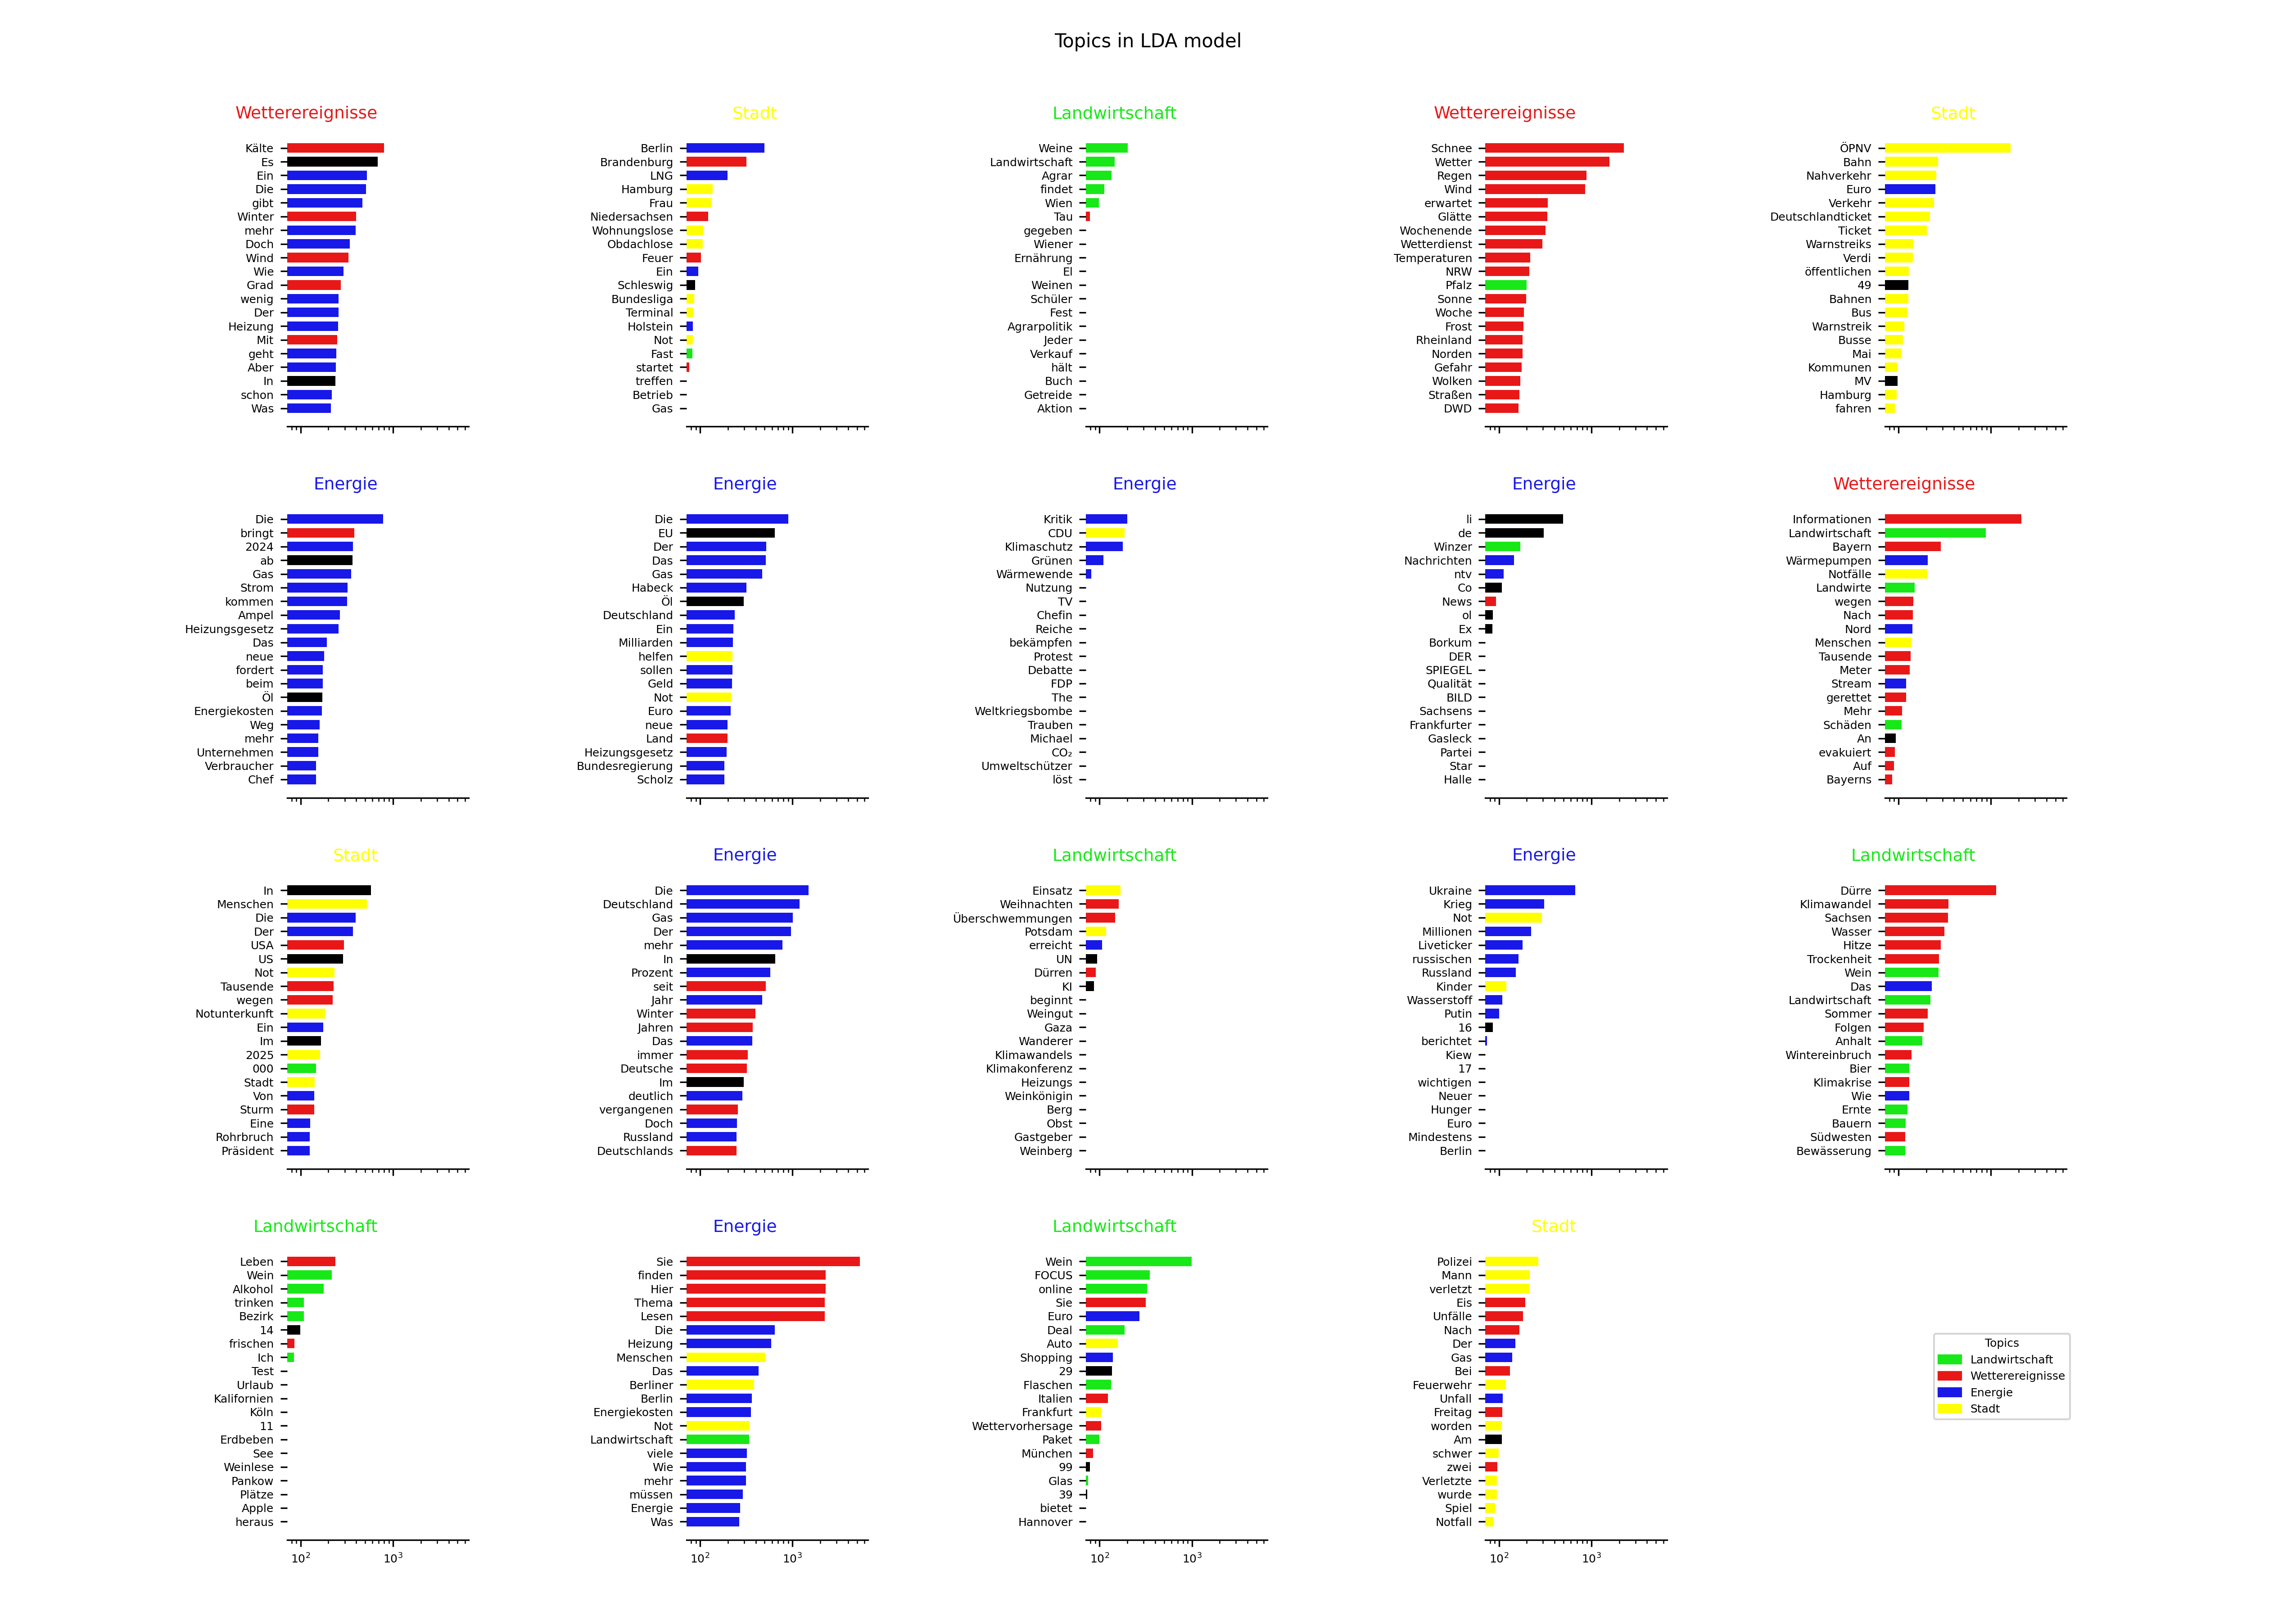 Topics in LDA model
Wetterereignisse
Kälte
Es
Ein
Die
gibt
Winter
mehr
Doch
Wind
Wie
Grad
wenig
Der
Heizung
Mit
geht
Aber
In
schon
Was
Stadt
Berlin
Brandenburg
LNG
Hamburg
Frau
Niedersachsen
Wohnungslose
Obdachlose
Feuer
Ein
Schleswig
Bundesliga
Terminal
Holstein
Not
Fast
startet
treffen
Betrieb
Gas
Landwirtschaft
Weine
Landwirtschaft
Agrar
findet
Wien
Tau
gegeben
Wiener
Ernährung
El
Weinen
Schüler
Fest
Agrarpolitik
Jeder
Verkauf
hält
Buch
Getreide
Aktion
Wetterereignisse
Schnee
Wetter
Regen
Wind
erwartet
Glätte
Wochenende
Wetterdienst
Temperaturen
NRW
Pfalz
Sonne
Woche
Frost
Rheinland
Norden
Gefahr
Wolken
Straßen
DWD
Stadt
ÖPNV
Bahn
Nahverkehr
Euro
Verkehr
Deutschlandticket
Ticket
Warnstreiks
Verdi
öffentlichen
49
Bahnen
Bus
Warnstreik
Busse
Mai
Kommunen
MV
Hamburg
fahren
Energie
Die
bringt
2024
ab
Gas
Strom
kommen
Ampel
Heizungsgesetz
Das
neue
fordert
beim
Öl
Energiekosten
Weg
mehr
Unternehmen
Verbraucher
Chef
Energie
Die
EU
Der
Das
Gas
Habeck
Öl
Deutschland
Ein
Milliarden
helfen
sollen
Geld
Not
Euro
neue
Land
Heizungsgesetz
Bundesregierung
Scholz
Energie
Kritik
CDU
Klimaschutz
Grünen
Wärmewende
Nutzung
TV
Chefin
Reiche
bekämpfen
Protest
Debatte
FDP
The
Weltkriegsbombe
Trauben
Michael
CO₂
Umweltschützer
löst
Energie
li
de
Winzer
Nachrichten
ntv
Co
News
ol
Ex
Borkum
DER
SPIEGEL
Qualität
BILD
Sachsens
Frankfurter
Gasleck
Partei
Star
Halle
Wetterereignisse
Informationen
Landwirtschaft
Bayern
Wärmepumpen
Notfälle
Landwirte
wegen
Nach
Nord
Menschen
Tausende
Meter
Stream
gerettet
Mehr
Schäden
An
evakuiert
Auf
Bayerns
Stadt
In
Menschen
Die
Der
USA
US
Not
Tausende
wegen
Notunterkunft
Ein
Im
2025
000
Stadt
Von
Sturm
Eine
Rohrbruch
Präsident
Energie
Die
Deutschland
Gas
Der
mehr
In
Prozent
seit
Jahr
Winter
Jahren
Das
immer
Deutsche
Im
deutlich
vergangenen
Doch
Russland
Deutschlands
Landwirtschaft
Einsatz
Weihnachten
Überschwemmungen
Potsdam
erreicht
UN
Dürren
KI
beginnt
Weingut
Gaza
Wanderer
Klimawandels
Klimakonferenz
Heizungs
Weinkönigin
Berg
Obst
Gastgeber
Weinberg
Energie
Ukraine
Krieg
Not
Millionen
Liveticker
russischen
Russland
Kinder
Wasserstoff
Putin
16
berichtet
Kiew
17
wichtigen
Neuer
Hunger
Euro
Mindestens
Berlin
Landwirtschaft
Dürre
Klimawandel
Sachsen
Wasser
Hitze
Trockenheit
Wein
Das
Landwirtschaft
Sommer
Folgen
Anhalt
Wintereinbruch
Bier
Klimakrise
Wie
Ernte
Bauern
Südwesten
Bewässerung
Landwirtschaft
Leben
Wein
Alkohol
trinken
Bezirk
14
frischen
Ich
Test
Urlaub
Kalifornien
Köln
11
Erdbeben
See
Weinlese
Pankow
Plätze
Apple
heraus
10² 10³
Energie
Sie
finden
Hier
Thema
Lesen
Die
Heizung
Menschen
Das
Berliner
Berlin
Energiekosten
Not
Landwirtschaft
viele
Wie
mehr
müssen
Energie
Was
10² 10³
Landwirtschaft
Wein
FOCUS
online
Sie
Euro
Deal
Auto
Shopping
29
Flaschen
Italien
Frankfurt
Wettervorhersage
Paket
München
99
Glas
39
bietet
Hannover
10² 10³
Stadt
Polizei
Mann
verletzt
Eis
Unfälle
Nach
Der
Gas
Bei
Feuerwehr
Unfall
Freitag
worden
Am
schwer
zwei
Verletzte
wurde
Spiel
Notfall
10² 10³
Topics
Landwirtschaft
Wetterereignisse
Energie
Stadt